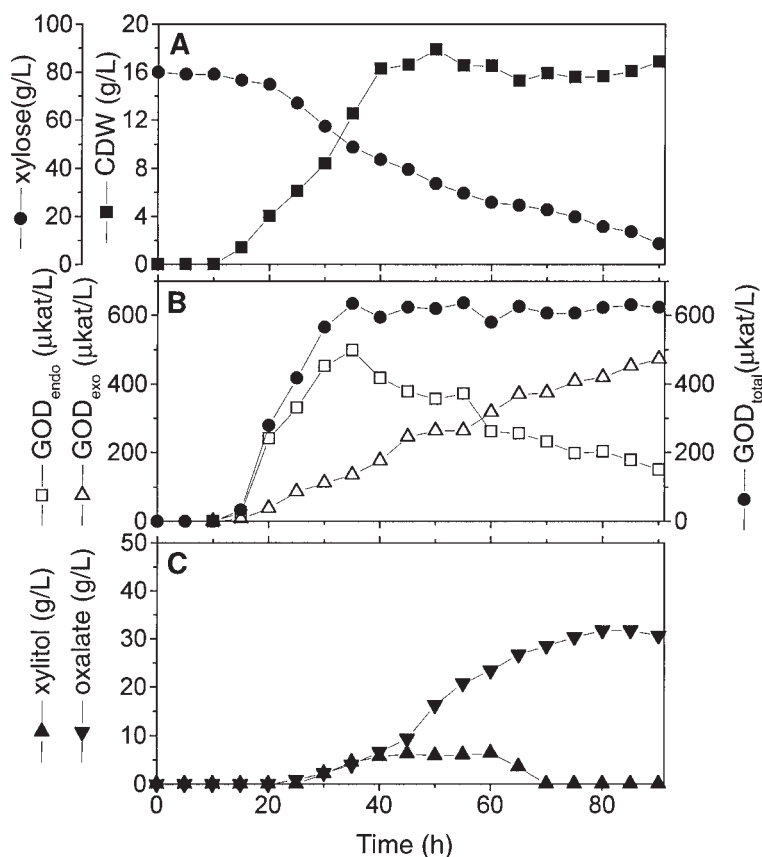 A
xylose(g/L)
CDW (g/L)
100
80
60
40
20
0
20
16
12
8
4
0
B
GODendo (μkat/L)
GODexo (μkat/L)
600
400
200
0
600
400
200
0
GODtotal(μkat/L)
C
xylitol (g/L)
oxalate (g/L)
50
40
30
20
10
0
0 20 40 60 80
Time (h)